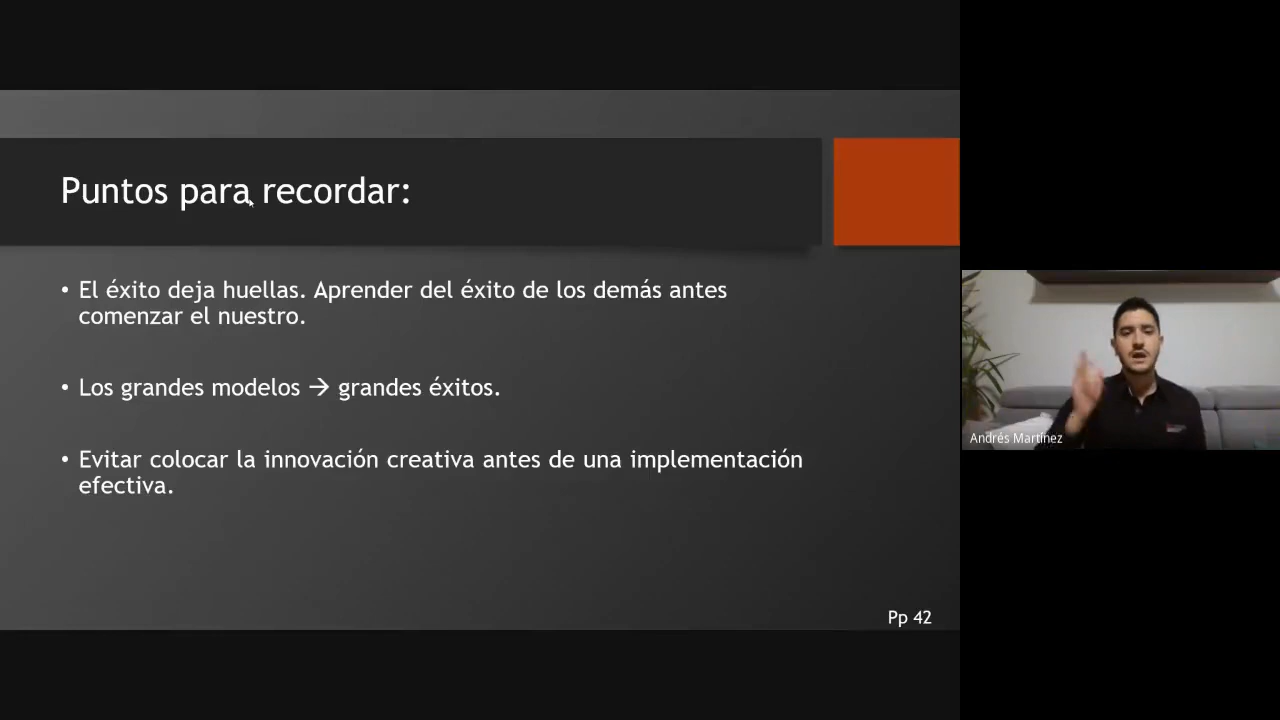 Puntos para recordar:
• El éxito deja huellas. Aprender del éxito de los demás antes
comenzar el nuestro.
• Los grandes modelos → grandes éxitos.
• Evitar colocar la innovación creativa antes de una implementación
efectiva.
Pp 42
Andrés Martínez